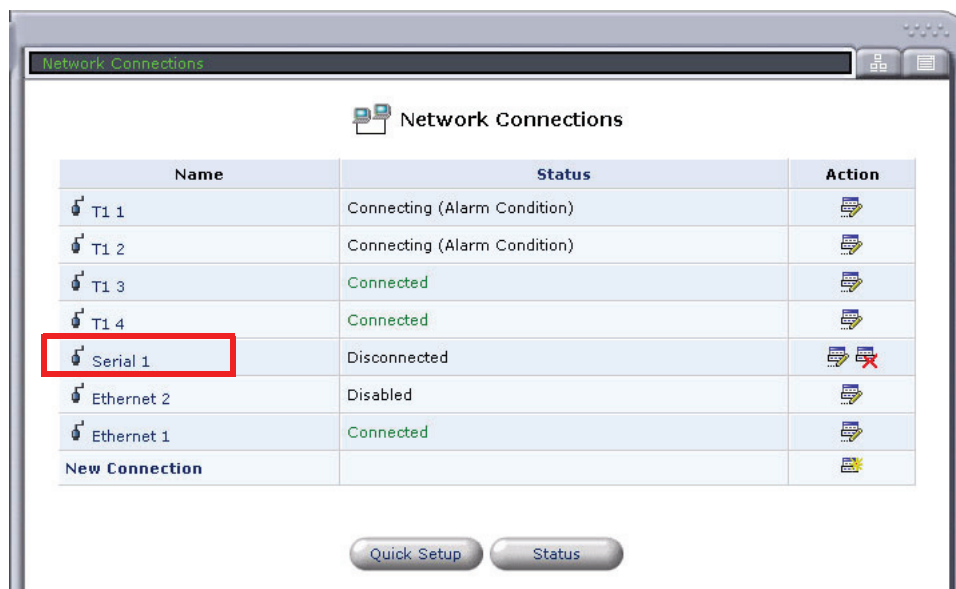 Network Connections
Network Connections
Name Status Action
T1 1 Connecting (Alarm Condition)
T1 2 Connecting (Alarm Condition)
T1 3 Connected
T1 4 Connected
Serial 1 Disconnected
Ethernet 2 Disabled
Ethernet 1 Connected
New Connection
Quick Setup Status